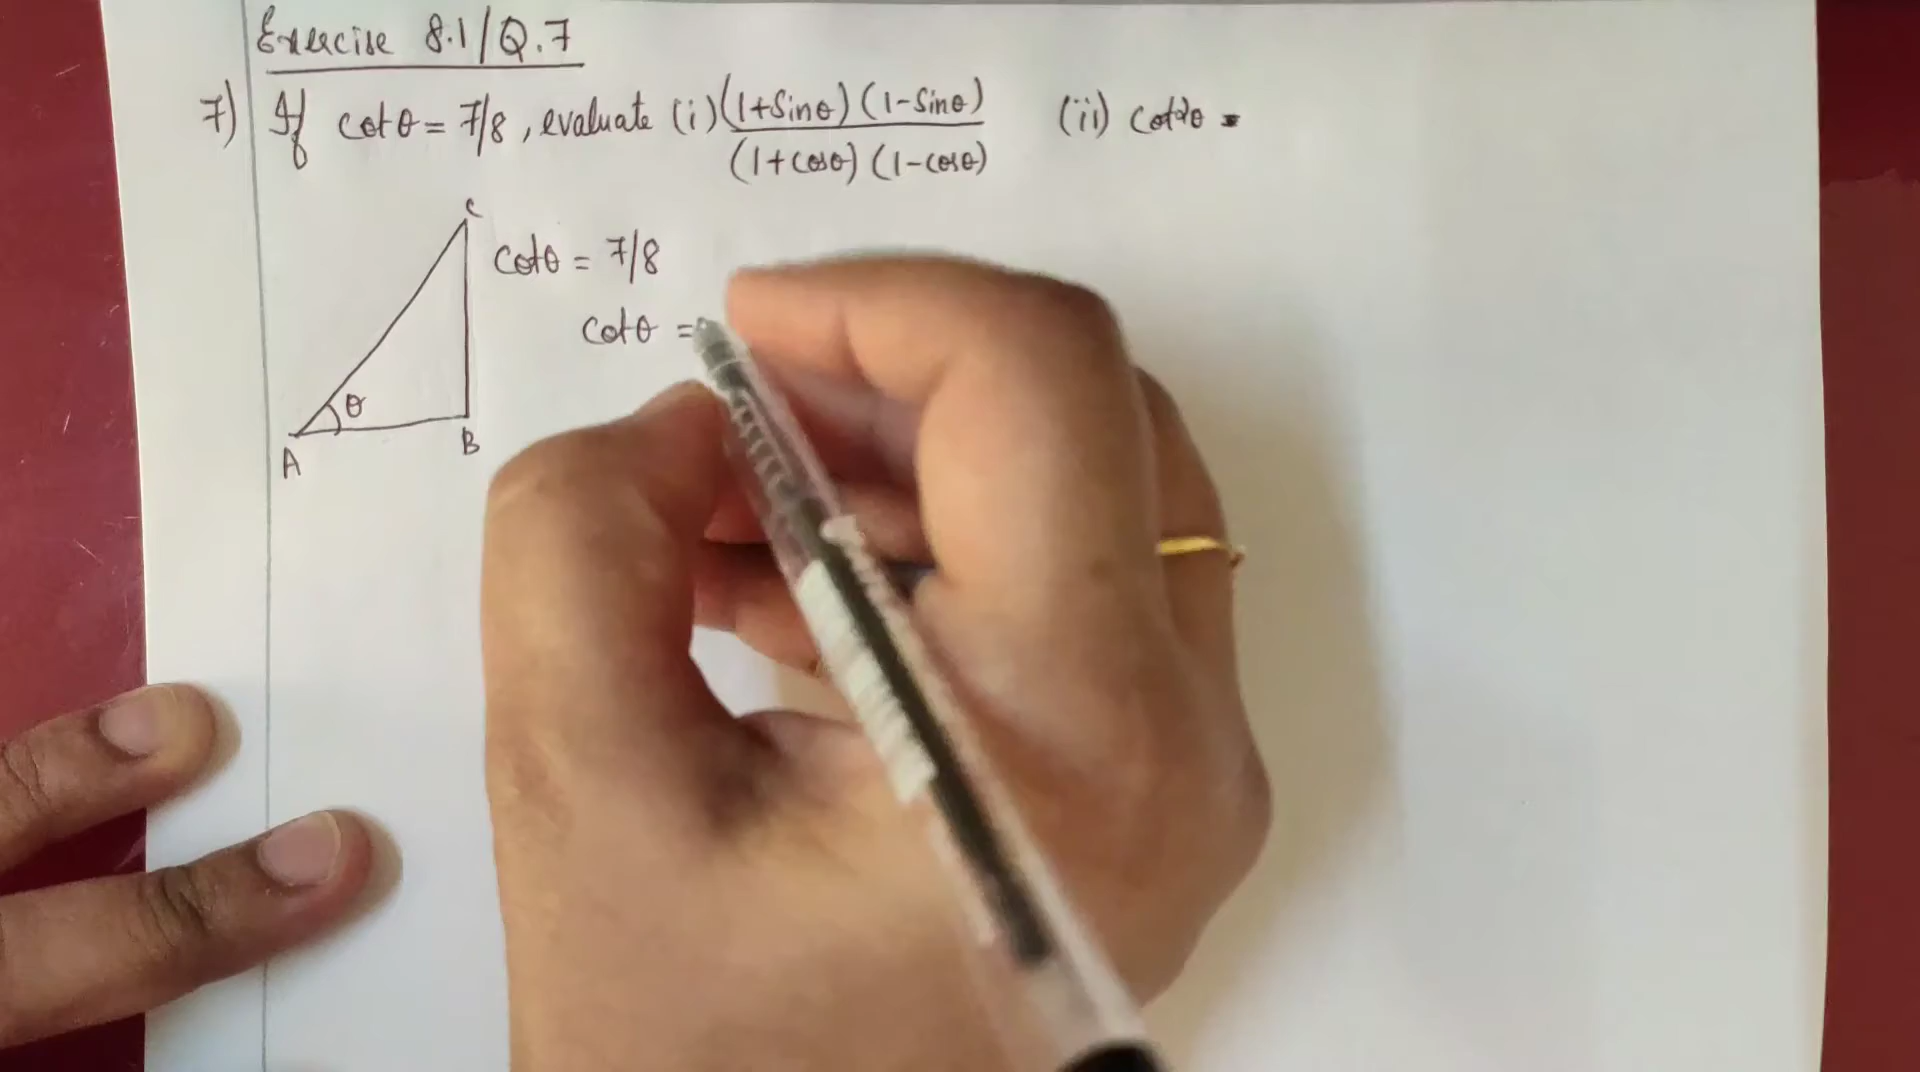 Exercise 8.1/Q.7
7) If cotθ = 7/8, evaluate (i) (1+Sinθ)(1-Sinθ) (ii) cot²θ
(1+cosθ)(1-cosθ)
C
cotθ = 7/8
cotθ =
θ
A B